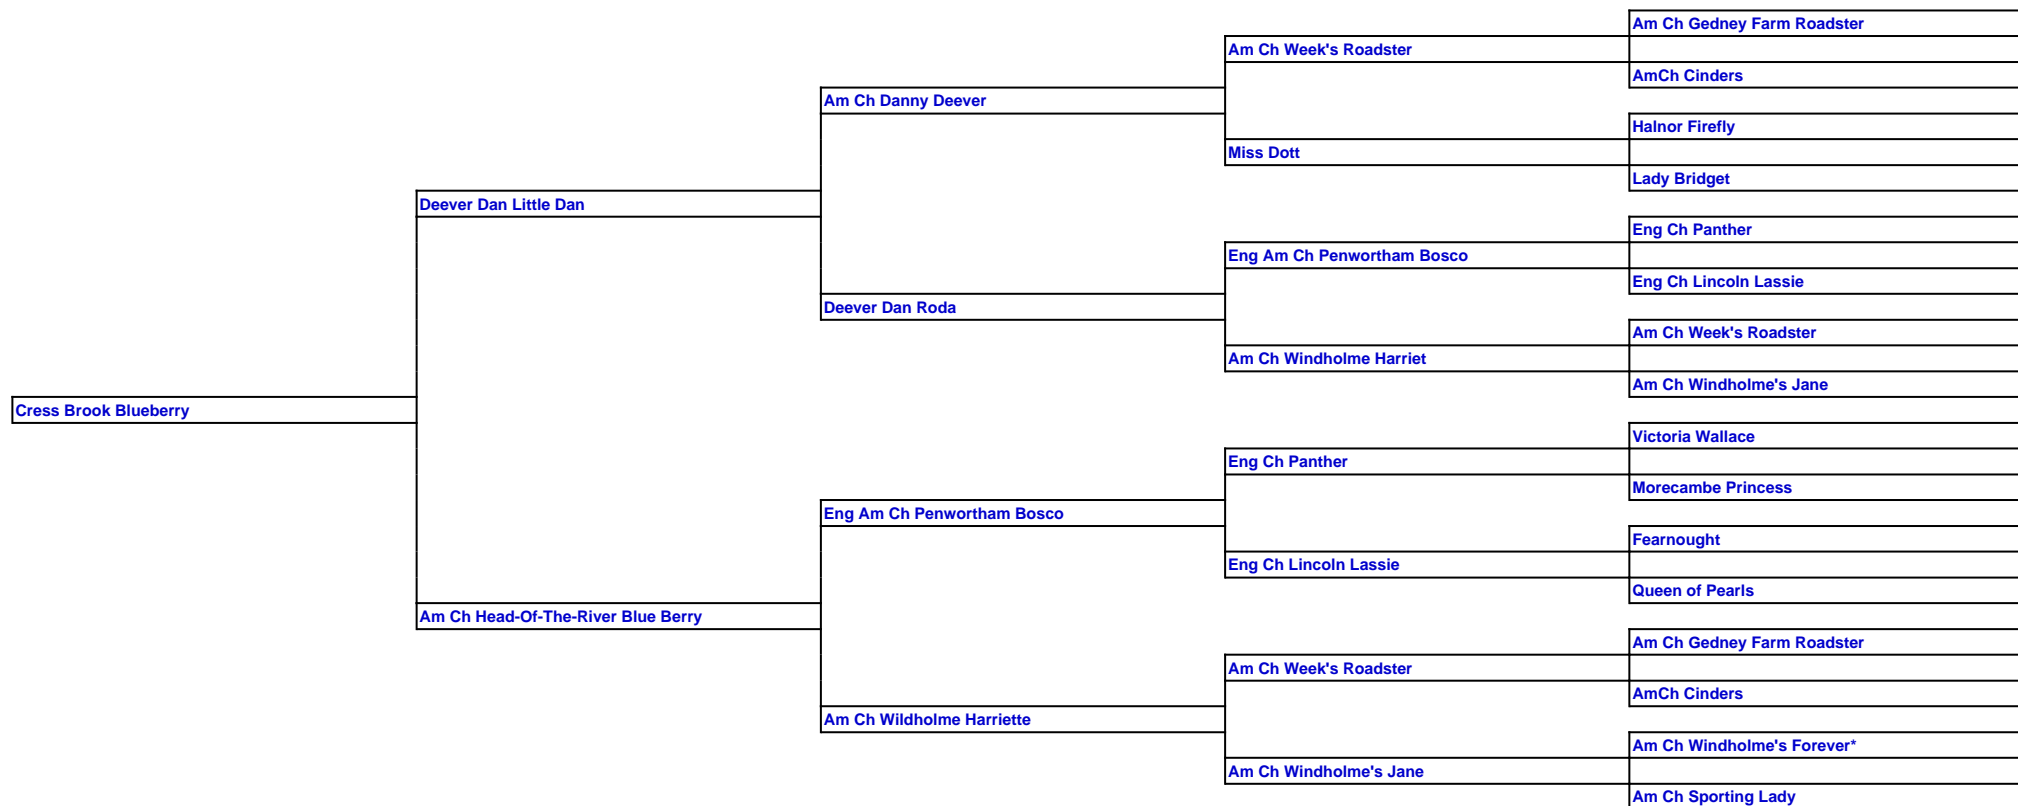 Am Ch Gedney Farm Roadster
Am Ch Week's Roadster
AmCh Cinders
Am Ch Danny Deever
Halnor Firefly
Miss Dott
Lady Bridget
Deever Dan Little Dan
Eng Ch Panther
Eng Am Ch Penwortham Bosco
Eng Ch Lincoln Lassie
Deever Dan Roda
Am Ch Week's Roadster
Am Ch Windholme Harriet
Am Ch Windholme's Jane
Cress Brook Blueberry
Victoria Wallace
Eng Ch Panther
Morecambe Princess
Eng Am Ch Penwortham Bosco
Fearnought
Eng Ch Lincoln Lassie
Queen of Pearls
Am Ch Head-Of-The-River Blue Berry
Am Ch Gedney Farm Roadster
Am Ch Week's Roadster
AmCh Cinders
Am Ch Wildholme Harriette
Am Ch Windholme's Forever*
Am Ch Windholme's Jane
Am Ch Sporting Lady